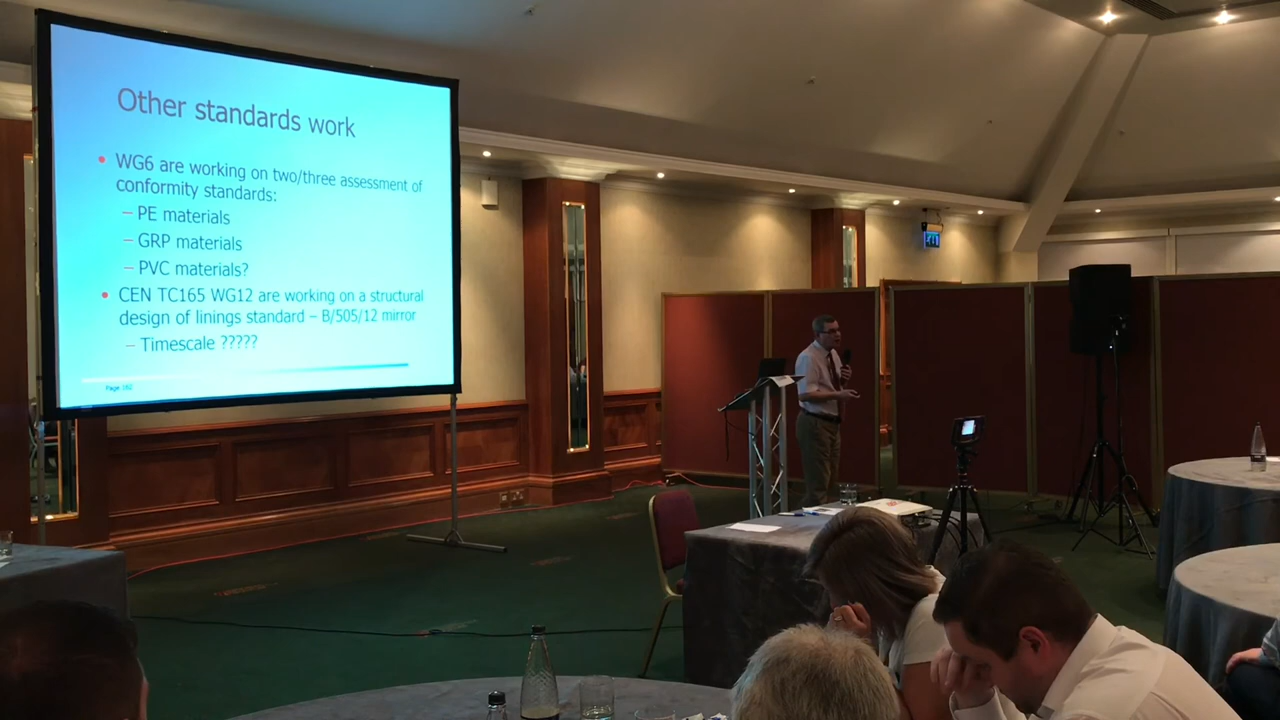 Other standards work
• WG6 are working on two/three assessment of
conformity standards:
– PE materials
– GRP materials
– PVC materials?
• CEN TC165 WG12 are working on a structural
design of linings standard – B/505/12 mirror
– Timescale ?????